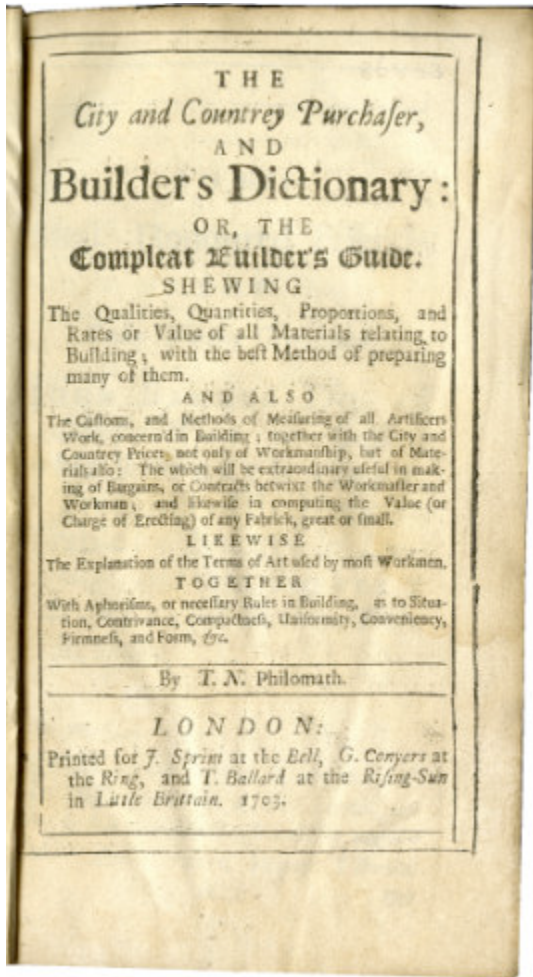 THE
City and Countrey Purchaſer,
AND
Builder's Dictionary:
OR, THE
Compleat Builder's Guide.
SHEWING
The Qualities, Quantities, Proportions, and
Rates or Value of all Materials relating to
Building; with the beſt Method of preparing
many of them.
AND ALSO
The Cuſtoms, and Methods of Meaſuring of all Artificers
Work, concern'd in Building; together with the City and
Countrey Prices, not only of Workmanſhip, but of Mate-
rials alſo: The which will be extraordinary uſeful in mak-
ing of Bargains, or Contracts betwixt the Workmaſter and
Workman; and likewiſe in computing the Value (or
Charge of Erecting) of any Fabrick, great or ſmall.
LIKEWISE
The Explanation of the Terms of Art uſed by moſt Workmen.
TOGETHER
With Aphoriſms, or neceſſary Rules in Building, as to Situa-
tion, Contrivance, Compactneſs, Uniformity, Conveniency,
Firmneſs, and Form, &c.
By T. N. Philomath.
LONDON:
Printed for J. Sprint at the Bell, G. Conyers at
the Ring, and T. Ballard at the Riſing-Sun
in Little Brittain. 1703.